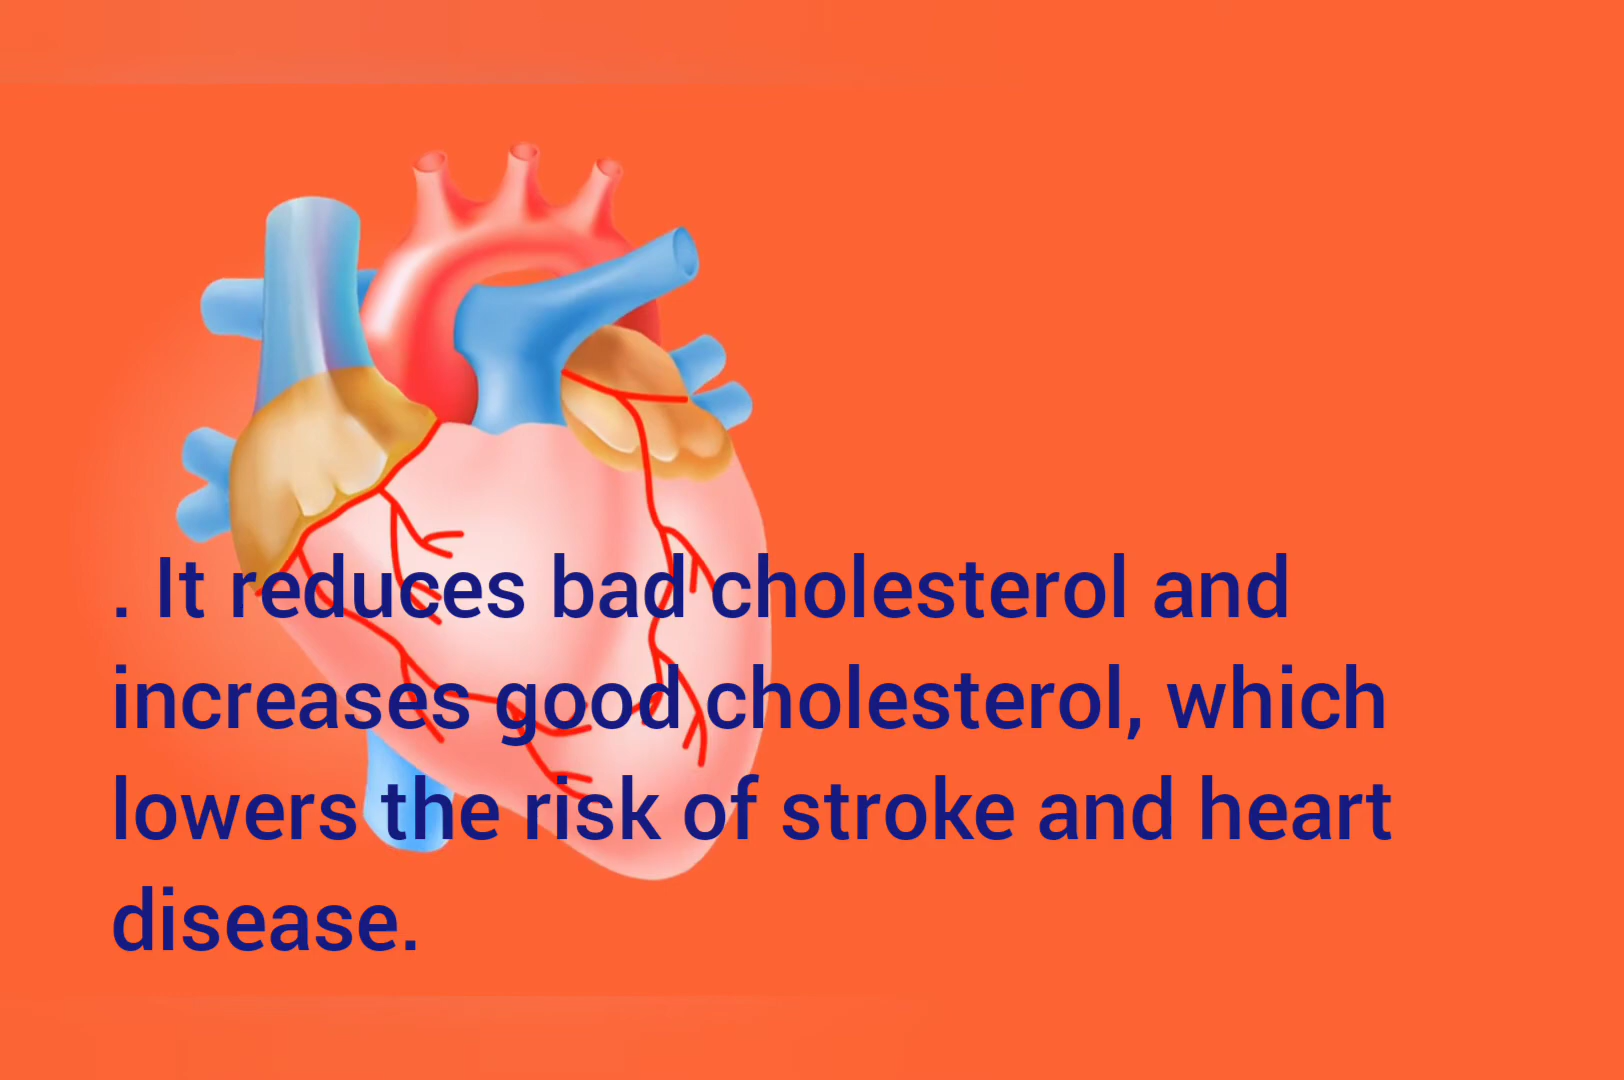 . It reduces bad cholesterol and
increases good cholesterol, which
lowers the risk of stroke and heart
disease.